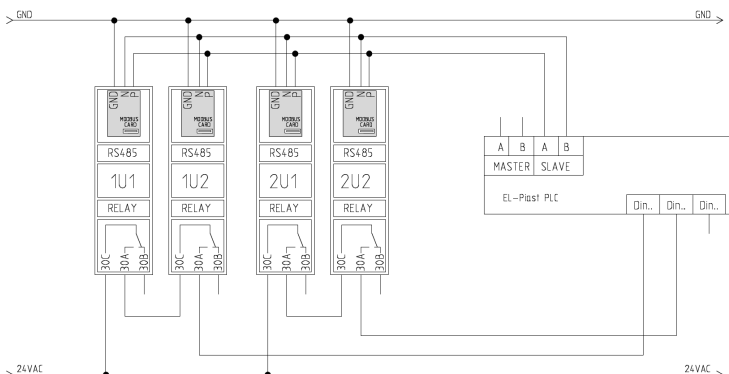 GND GND
GND N P GND N P GND N P GND N P
MODBUS MODBUS MODBUS MODBUS
CARD CARD CARD CARD
RS485 RS485 RS485 RS485
1U1 1U2 2U1 2U2
RELAY RELAY RELAY RELAY
30C 30A 30B 30C 30A 30B 30C 30A 30B 30C 30A 30B
A B A B
MASTER SLAVE
EL-Piast PLC
Din.. Din.. Din..
24VAC 24VAC